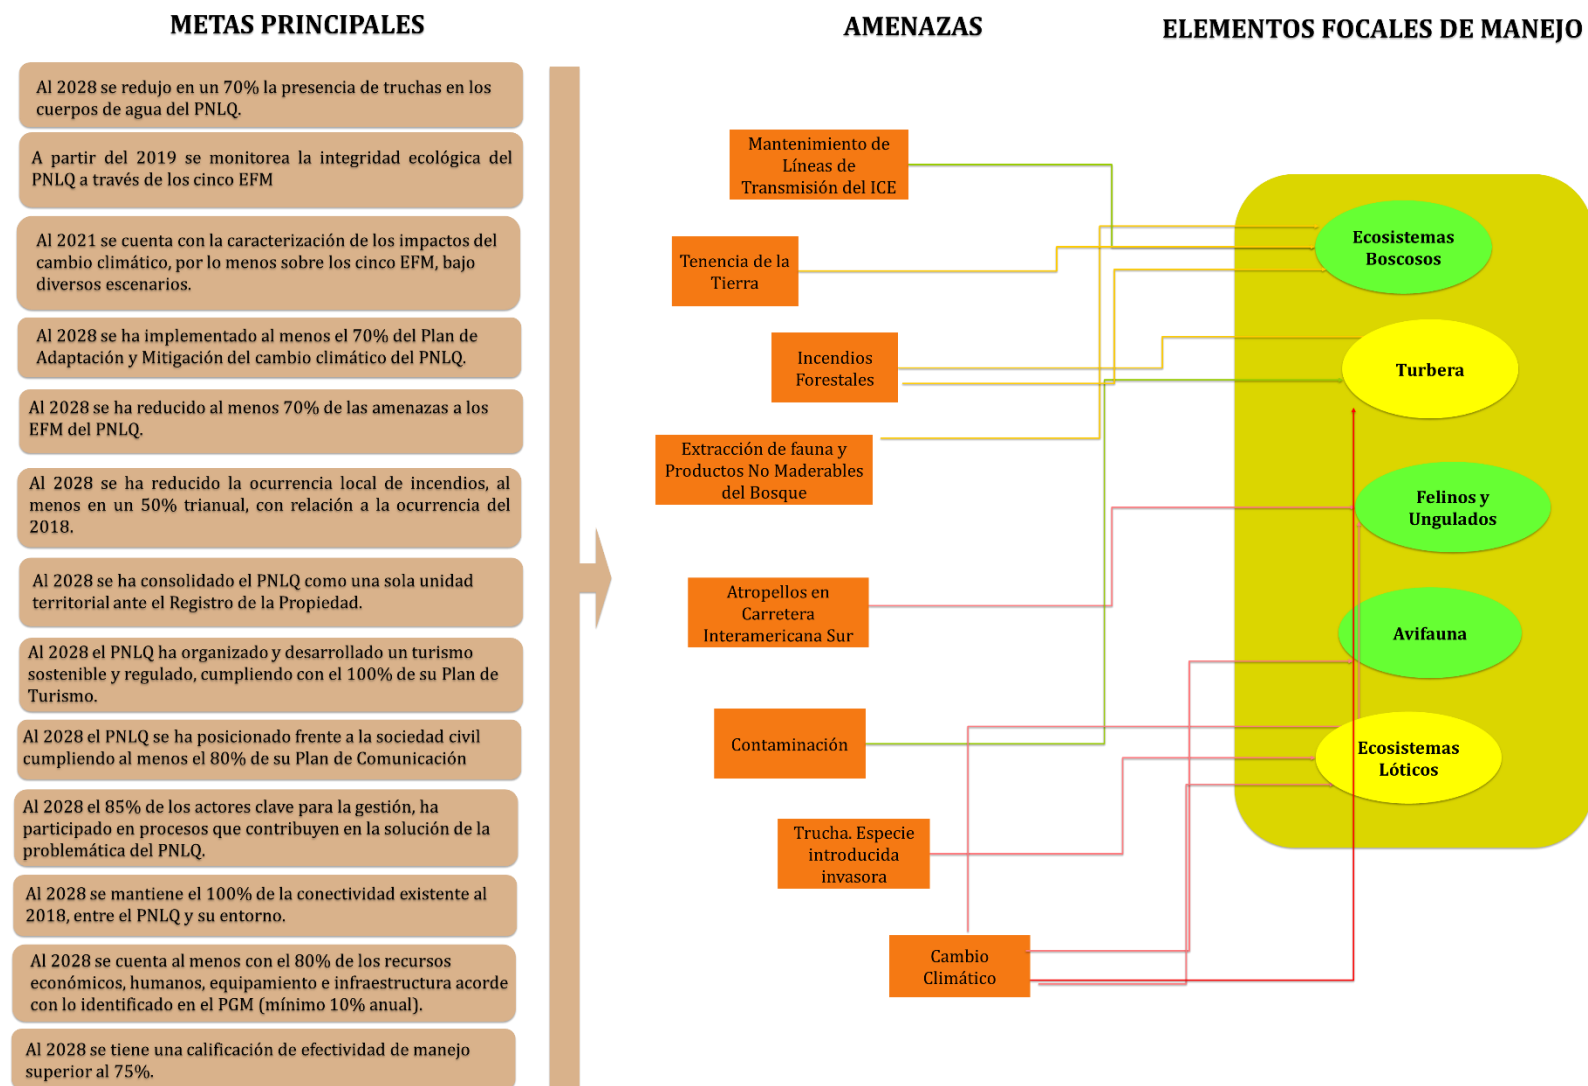 METAS PRINCIPALES
Al 2028 se redujo en un 70% la presencia de truchas en los
cuerpos de agua del PNLQ.
A partir del 2019 se monitorea la integridad ecológica del
PNLQ a través de los cinco EFM
Al 2021 se cuenta con la caracterización de los impactos del
cambio climático, por lo menos sobre los cinco EFM, bajo
diversos escenarios.
Al 2028 se ha implementado al menos el 70% del Plan de
Adaptación y Mitigación del cambio climático del PNLQ.
Al 2028 se ha reducido al menos 70% de las amenazas a los
EFM del PNLQ.
Al 2028 se ha reducido la ocurrencia local de incendios, al
menos en un 50% trianual, con relación a la ocurrencia del
2018.
Al 2028 se ha consolidado el PNLQ como una sola unidad
territorial ante el Registro de la Propiedad.
Al 2028 el PNLQ ha organizado y desarrollado un turismo
sostenible y regulado, cumpliendo con el 100% de su Plan de
Turismo.
Al 2028 el PNLQ se ha posicionado frente a la sociedad civil
cumpliendo al menos el 80% de su Plan de Comunicación
Al 2028 el 85% de los actores clave para la gestión, ha
participado en procesos que contribuyen en la solución de la
problemática del PNLQ.
Al 2028 se mantiene el 100% de la conectividad existente al
2018, entre el PNLQ y su entorno.
Al 2028 se cuenta al menos con el 80% de los recursos
económicos, humanos, equipamiento e infraestructura acorde
con lo identificado en el PGM (mínimo 10% anual).
Al 2028 se tiene una calificación de efectividad de manejo
superior al 75%.
AMENAZAS
Mantenimiento de
Líneas de
Transmisión del ICE
Tenencia de la
Tierra
Incendios
Forestales
Extracción de fauna y
Productos No Maderables
del Bosque
Atropellos en
Carretera
Interamericana Sur
Contaminación
Trucha. Especie
introducida
invasora
Cambio
Climático
ELEMENTOS FOCALES DE MANEJO
Ecosistemas
Boscosos
Turbera
Felinos y
Ungulados
Avifauna
Ecosistemas
Lóticos